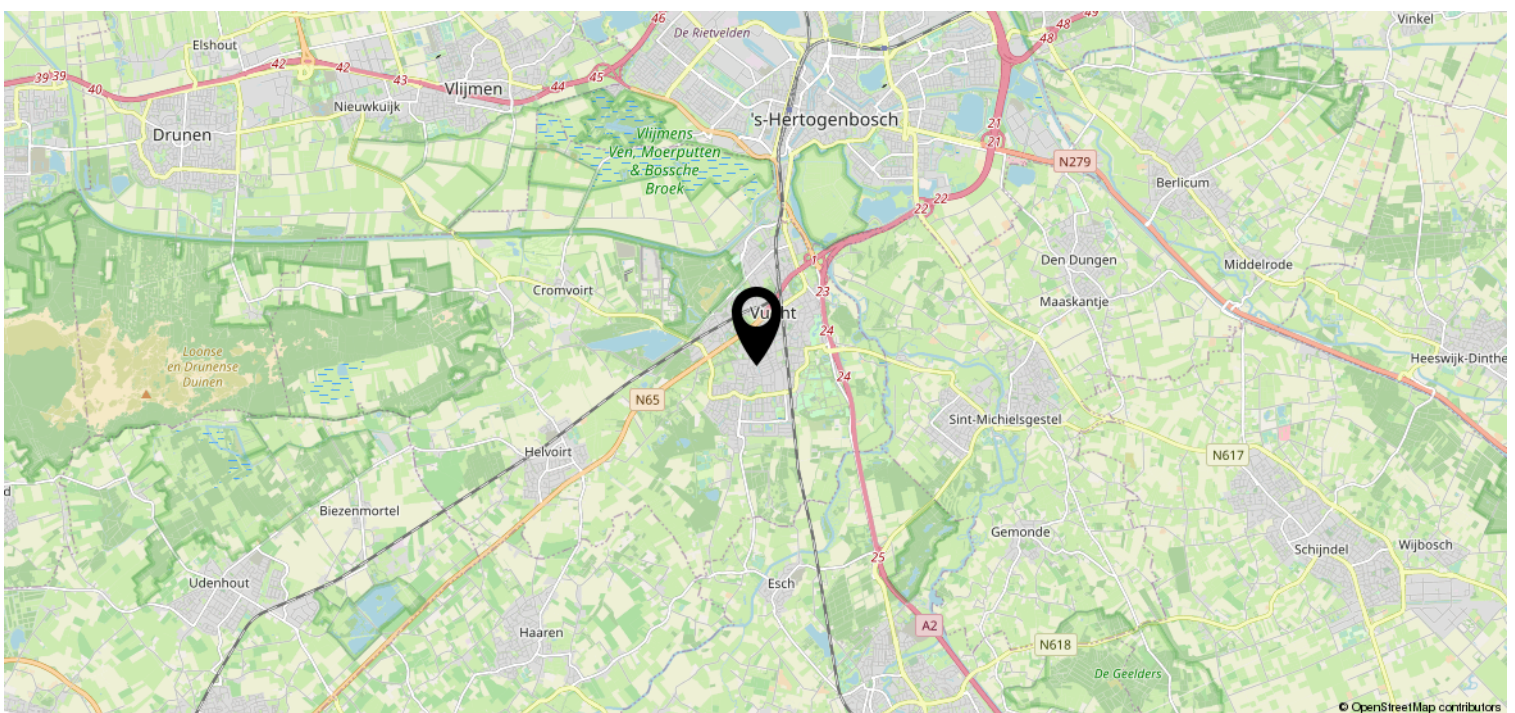 46
48
49
Vinkel
De Rietvelden
Elshout
48
42
42
39
39
40
43
44
45
Vlijmen
Nieuwkuijk
Drunen
's-Hertogenbosch
21
21
Vlijmens
Ven, Moerputten
& Bossche
Broek
N279
Berlicum
22
22
Den Dungen
Middelrode
1
Cromvoirt
23
Maaskantje
24
Loonse
en Drunense
Duinen
Heeswijk-Dinthe
24
N65
Sint-Michielsgestel
Helvoirt
N617
d
Biezenmortel
Gemonde
Schijndel
Wijbosch
25
Udenhout
Esch
A2
Haaren
N618
De Geelders
© OpenStreetMap contributors